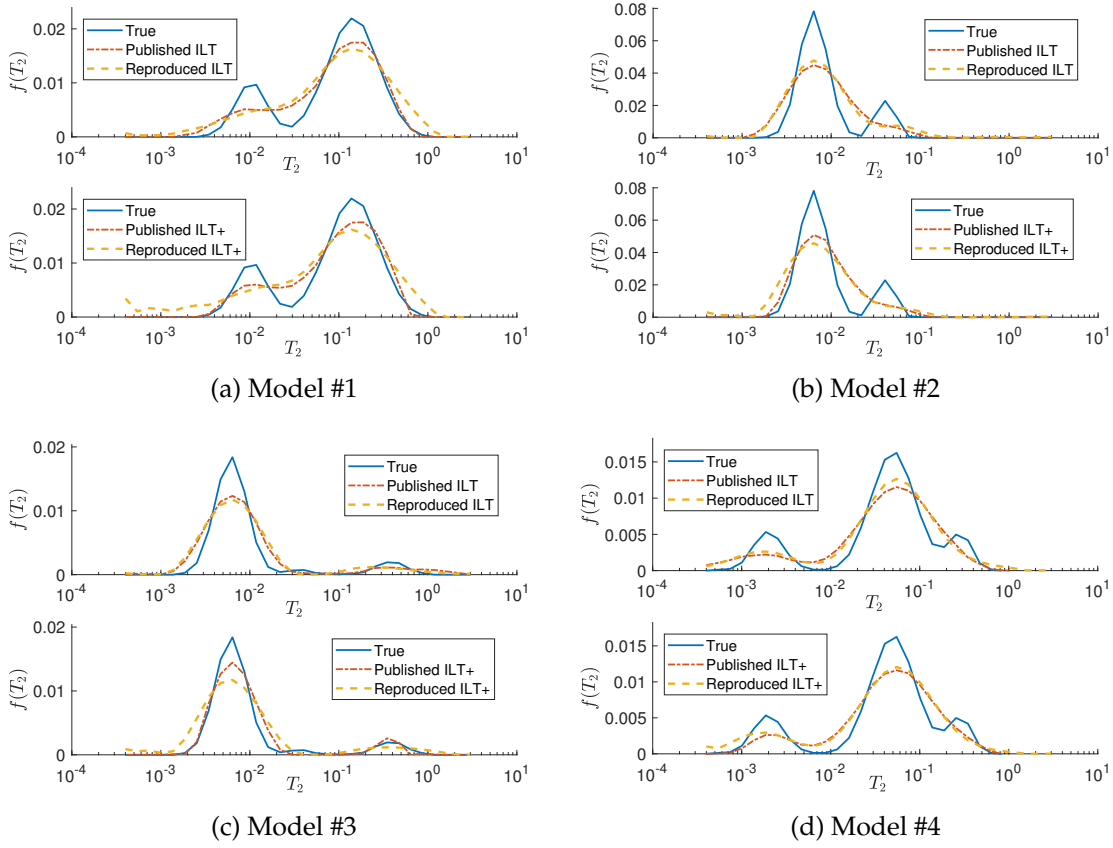 0.02
0.01
0
f(T₂)
True
Published ILT
Reproduced ILT
10⁻⁴ 10⁻³ 10⁻² 10⁻¹ 10⁰ 10¹
T₂
0.02
0.01
0
f(T₂)
True
Published ILT+
Reproduced ILT+
10⁻⁴ 10⁻³ 10⁻² 10⁻¹ 10⁰ 10¹
T₂
(a) Model #1
0.08
0.06
0.04
0.02
0
f(T₂)
True
Published ILT
Reproduced ILT
10⁻⁴ 10⁻³ 10⁻² 10⁻¹ 10⁰ 10¹
T₂
0.08
0.06
0.04
0.02
0
f(T₂)
True
Published ILT+
Reproduced ILT+
10⁻⁴ 10⁻³ 10⁻² 10⁻¹ 10⁰ 10¹
T₂
(b) Model #2
0.02
0.01
0
f(T₂)
True
Published ILT
Reproduced ILT
10⁻⁴ 10⁻³ 10⁻² 10⁻¹ 10⁰ 10¹
T₂
0.02
0.01
0
f(T₂)
True
Published ILT+
Reproduced ILT+
10⁻⁴ 10⁻³ 10⁻² 10⁻¹ 10⁰ 10¹
T₂
(c) Model #3
0.015
0.01
0.005
0
f(T₂)
True
Published ILT
Reproduced ILT
10⁻⁴ 10⁻³ 10⁻² 10⁻¹ 10⁰ 10¹
T₂
0.015
0.01
0.005
0
f(T₂)
True
Published ILT+
Reproduced ILT+
10⁻⁴ 10⁻³ 10⁻² 10⁻¹ 10⁰ 10¹
T₂
(d) Model #4